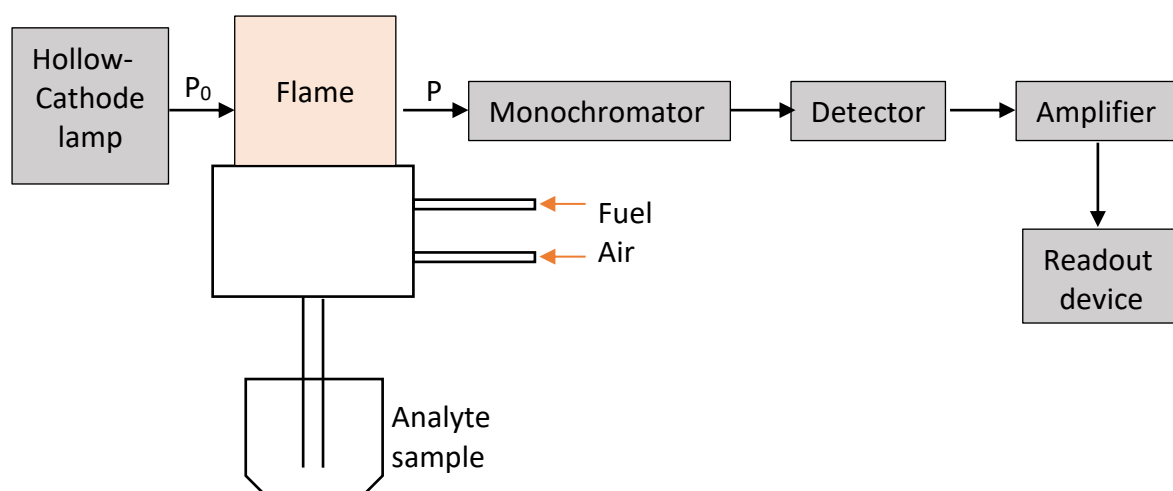 Hollow-
Cathode
lamp
P₀
Flame
P
Monochromator
Detector
Amplifier
Fuel
Air
Readout
device
Analyte
sample